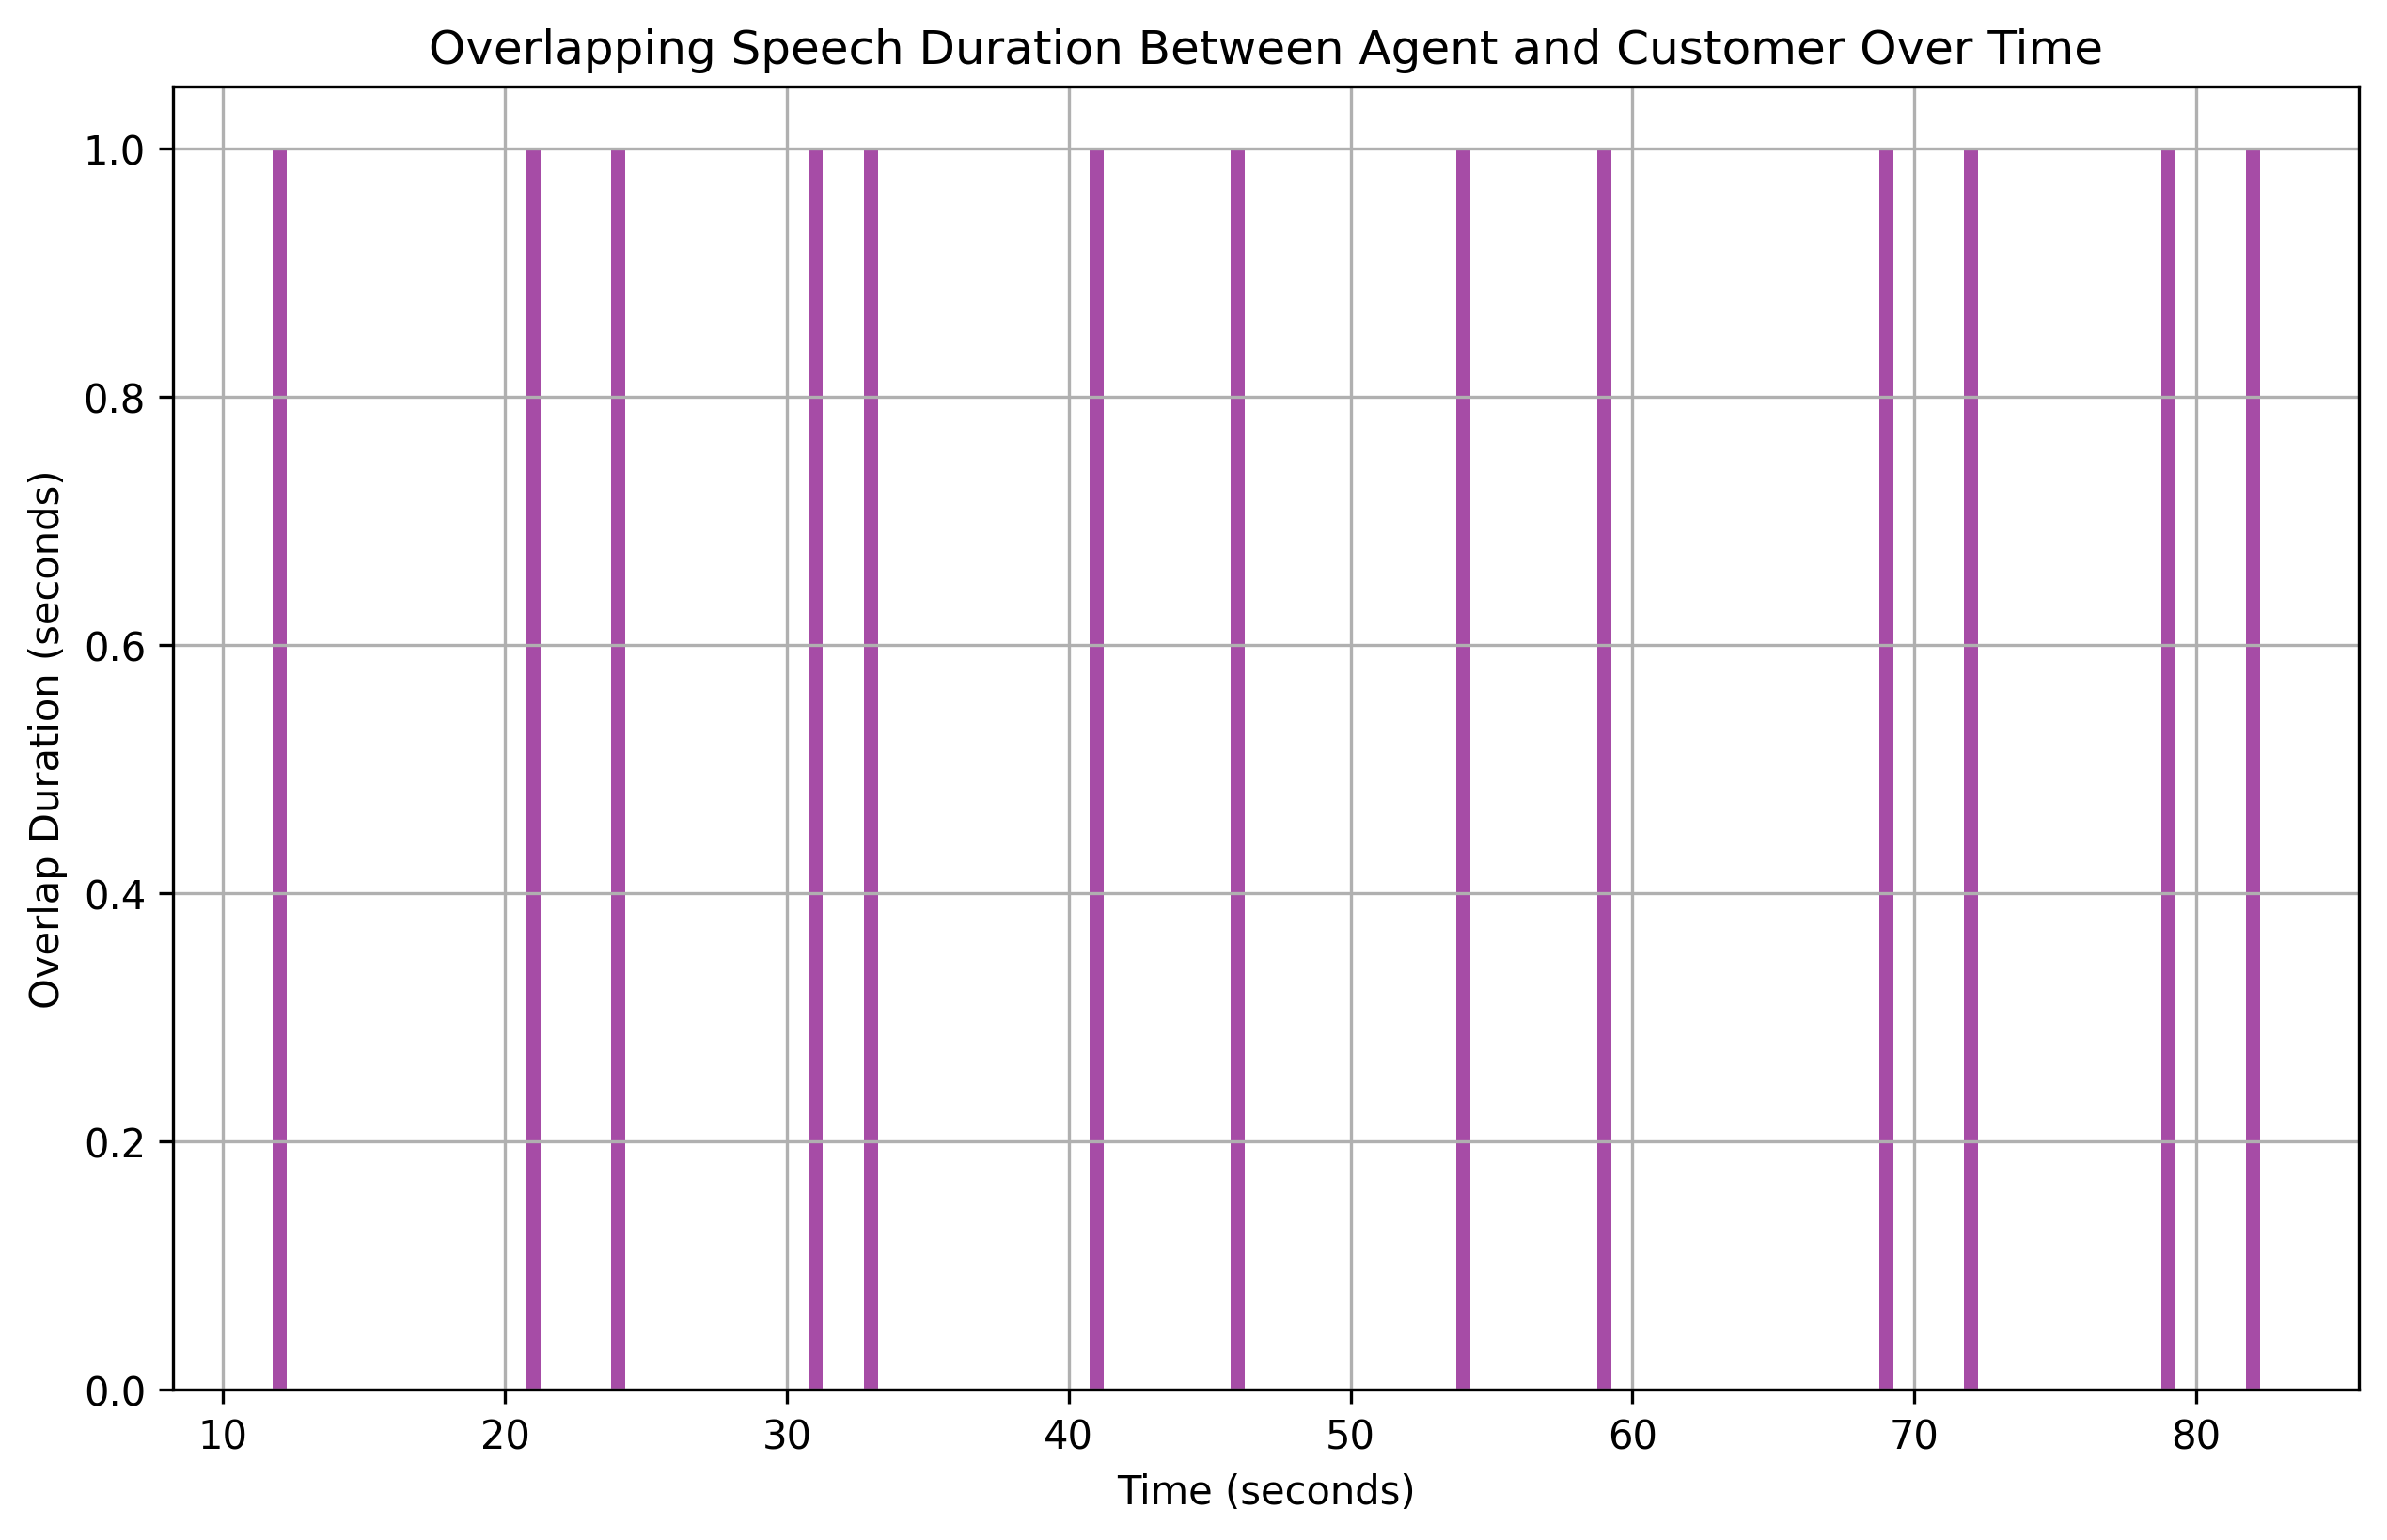 Overlapping Speech Duration Between Agent and Customer Over Time
Overlap Duration (seconds)
1.0
0.8
0.6
0.4
0.2
0.0
10 20 30 40 50 60 70 80
Time (seconds)